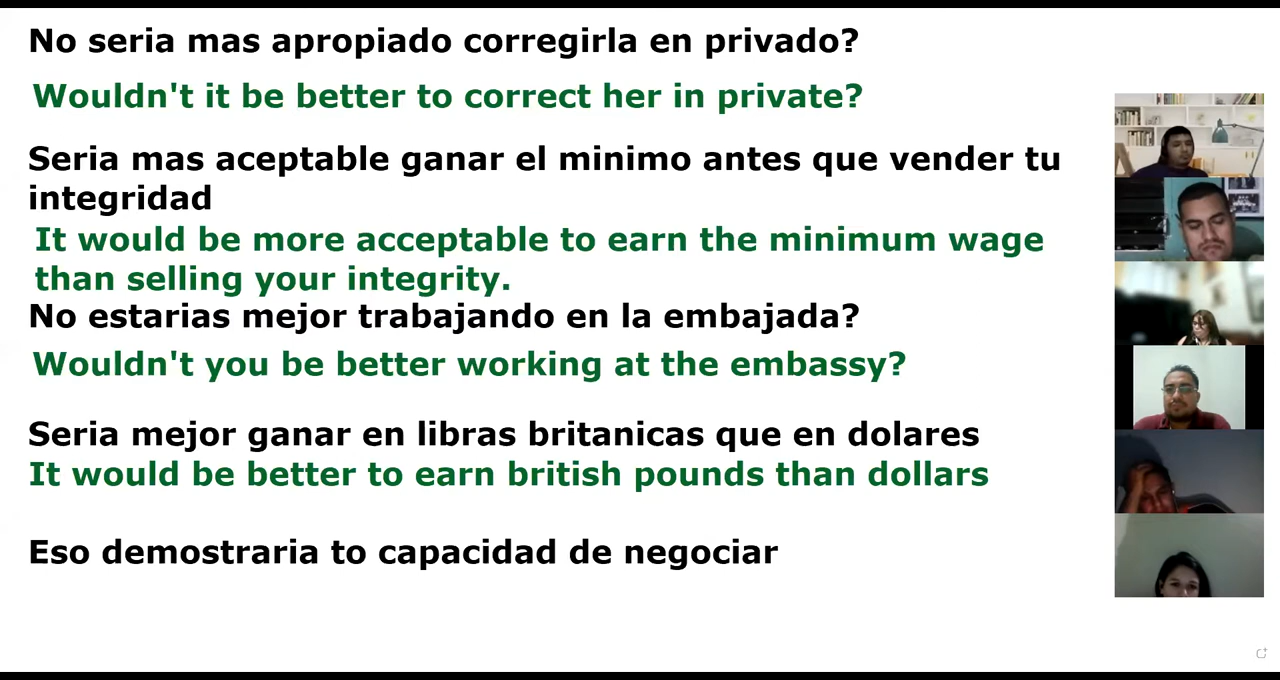 No seria mas apropiado corregirla en privado?
Wouldn't it be better to correct her in private?
Seria mas aceptable ganar el minimo antes que vender tu
integridad
It would be more acceptable to earn the minimum wage
than selling your integrity.
No estarias mejor trabajando en la embajada?
Wouldn't you be better working at the embassy?
Seria mejor ganar en libras britanicas que en dolares
It would be better to earn british pounds than dollars
Eso demostraria to capacidad de negociar